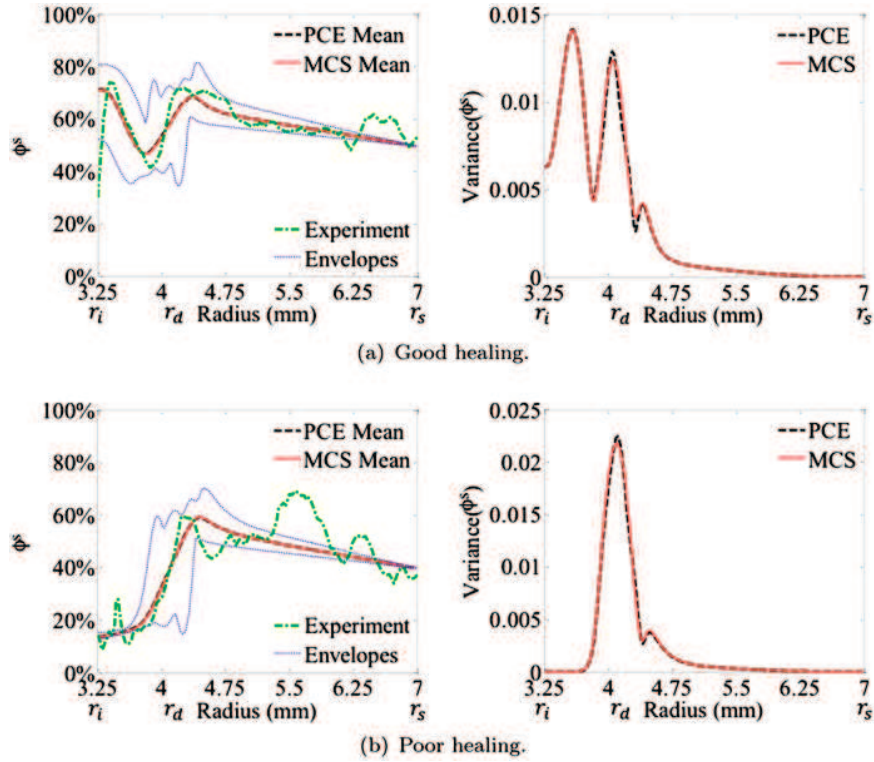 100%
80%
60%
40%
20%
0%
ϕˢ
PCE Mean
MCS Mean
Experiment
Envelopes
3.25 4 4.75 5.5 6.25 7
rᵢ r_d Radius (mm) rₛ
0.015
0.010
0.005
0
Variance(ϕˢ)
PCE
MCS
3.25 4 4.75 5.5 6.25 7
rᵢ r_d Radius (mm) rₛ
(a) Good healing.
100%
80%
60%
40%
20%
0%
ϕˢ
PCE Mean
MCS Mean
Experiment
Envelopes
3.25 4 4.75 5.5 6.25 7
rᵢ r_d Radius (mm) rₛ
0.025
0.02
0.015
0.01
0.005
0
Variance(ϕˢ)
PCE
MCS
3.25 4 4.75 5.5 6.25 7
rᵢ r_d Radius (mm) rₛ
(b) Poor healing.